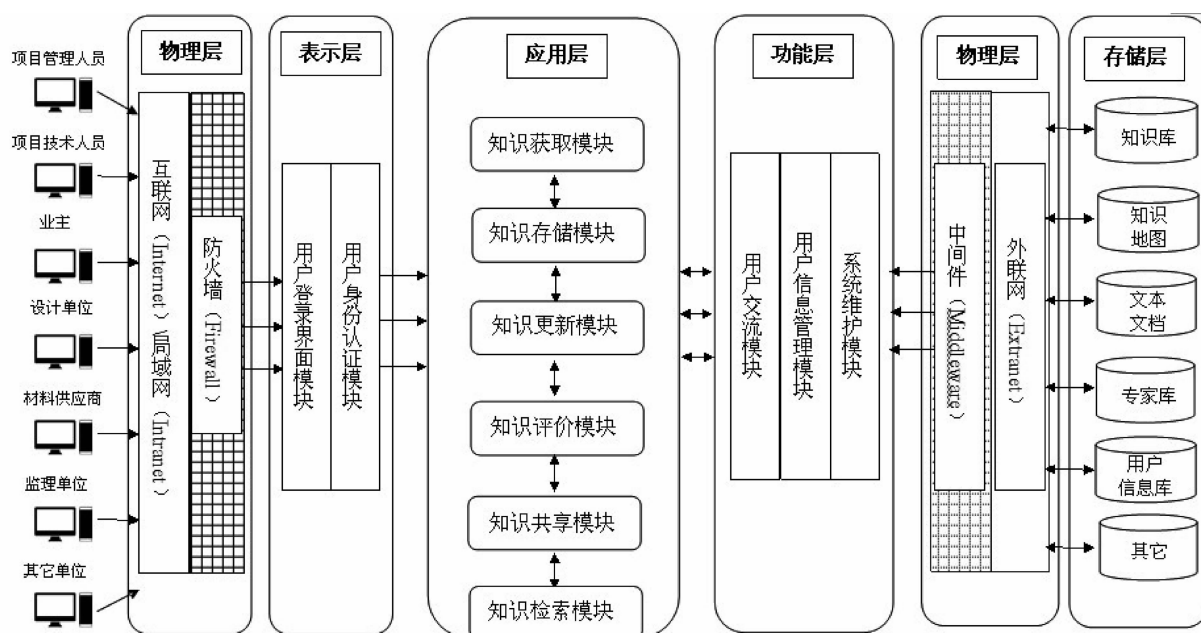 物理层
表示层
应用层
功能层
物理层
存储层
项目管理人员
项目技术人员
业主
设计单位
材料供应商
监理单位
其它单位
互联网（Internet）\局域网（Intranet）
防火墙（Firewall）
用户登录界面模块
用户身份认证模块
知识获取模块
知识存储模块
知识更新模块
知识评价模块
知识共享模块
知识检索模块
用户交流模块
用户信息管理模块
系统维护模块
中间件（Middleware）
外联网（Extranet）
知识库
知识
地图
文本
文档
专家库
用户
信息库
其它